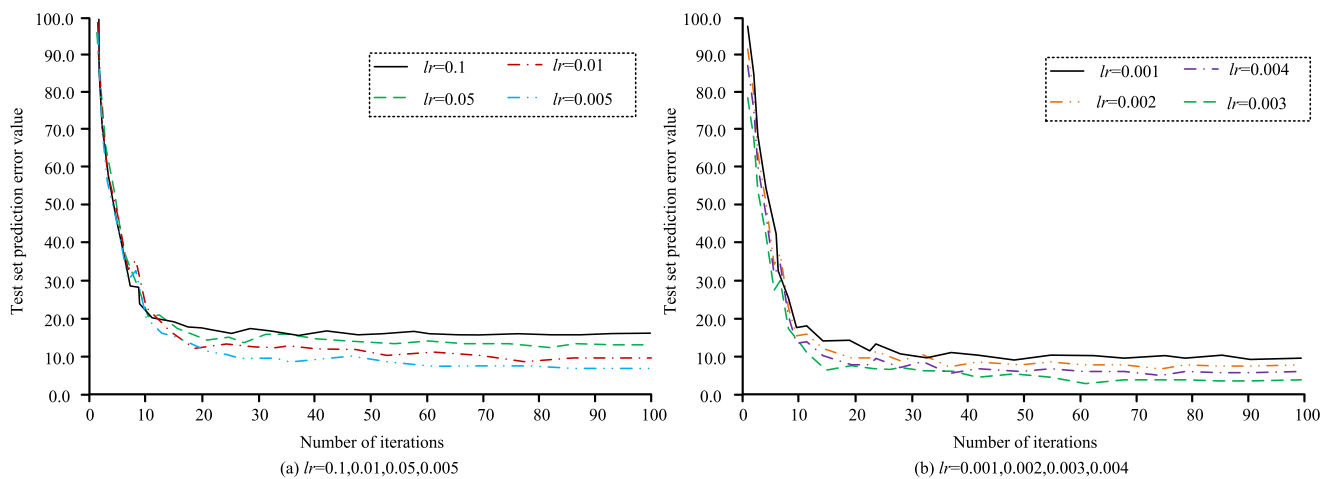 100.0
90.0
80.0
70.0
60.0
50.0
40.0
30.0
20.0
10.0
0.0
Test set prediction error value
lr=0.1
lr=0.01
lr=0.05
lr=0.005
0 10 20 30 40 50 60 70 80 90 100
Number of iterations
(a) lr=0.1,0.01,0.05,0.005
100.0
90.0
80.0
70.0
60.0
50.0
40.0
30.0
20.0
10.0
0.0
Test set prediction error value
lr=0.001
lr=0.004
lr=0.002
lr=0.003
0 10 20 30 40 50 60 70 80 90 100
Number of iterations
(b) lr=0.001,0.002,0.003,0.004